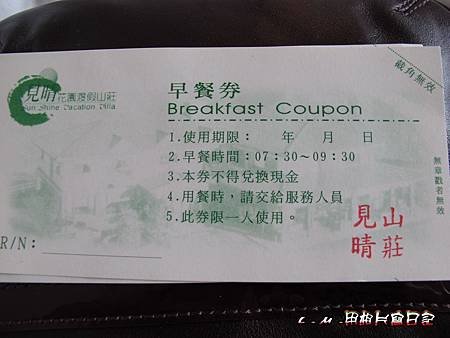 見晴花園渡假山莊
Sun Shine Vacation Villa
早餐券
Breakfast Coupon
截角無效
1.使用期限： 年 月 日
2.早餐時間：07:30～09:30
3.本券不得兌換現金
4.用餐時，請交給服務人員
5.此券限一人使用。
無章戳者無效
見山
晴莊
R/N：